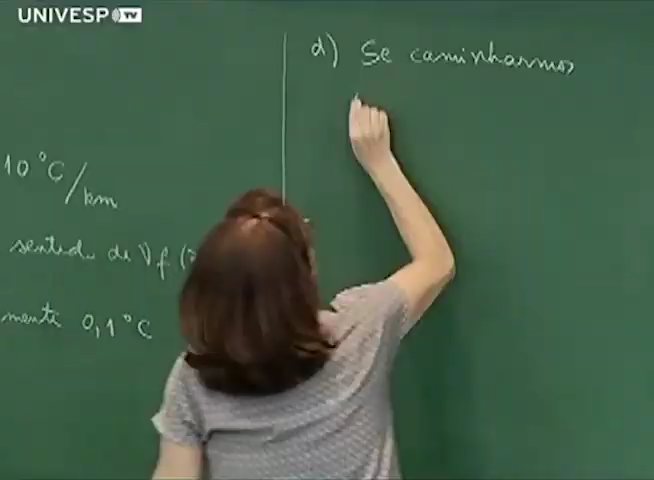 UNIVESP TV
10°C/km
sentido de ∇f
mente 0,1°C
d) Se caminharmos